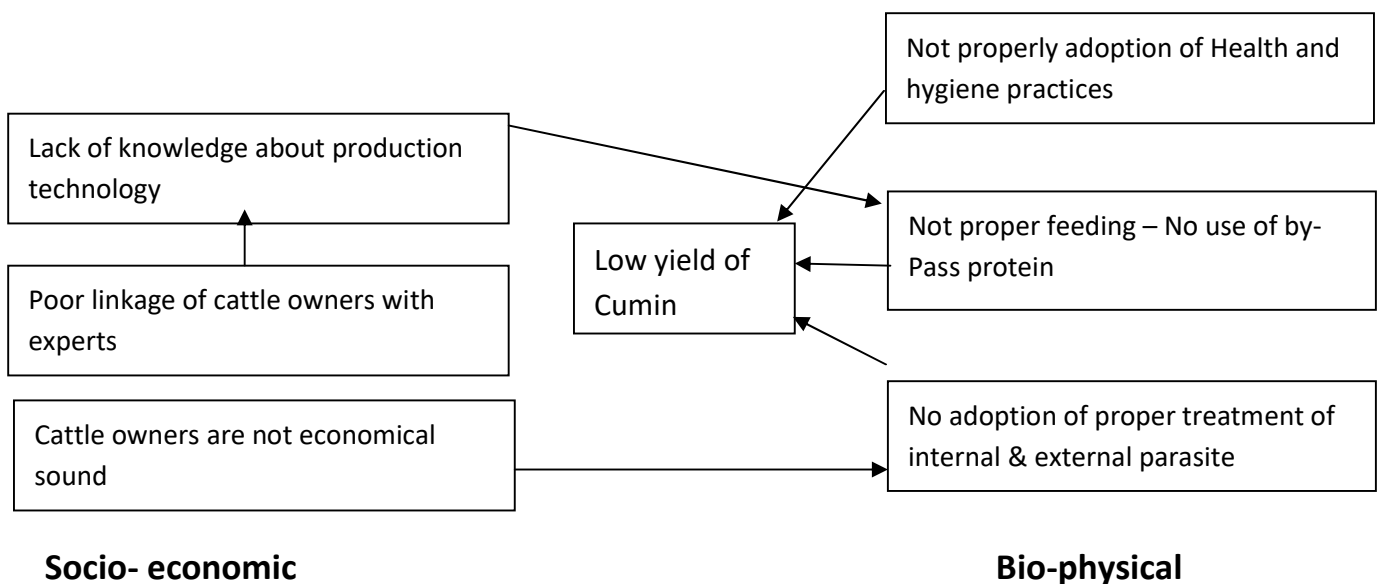 Not properly adoption of Health and
hygiene practices
Lack of knowledge about production
technology
Not proper feeding – No use of by-
Pass protein
Low yield of
Cumin
Poor linkage of cattle owners with
experts
No adoption of proper treatment of
internal & external parasite
Cattle owners are not economical
sound
Socio- economic
Bio-physical